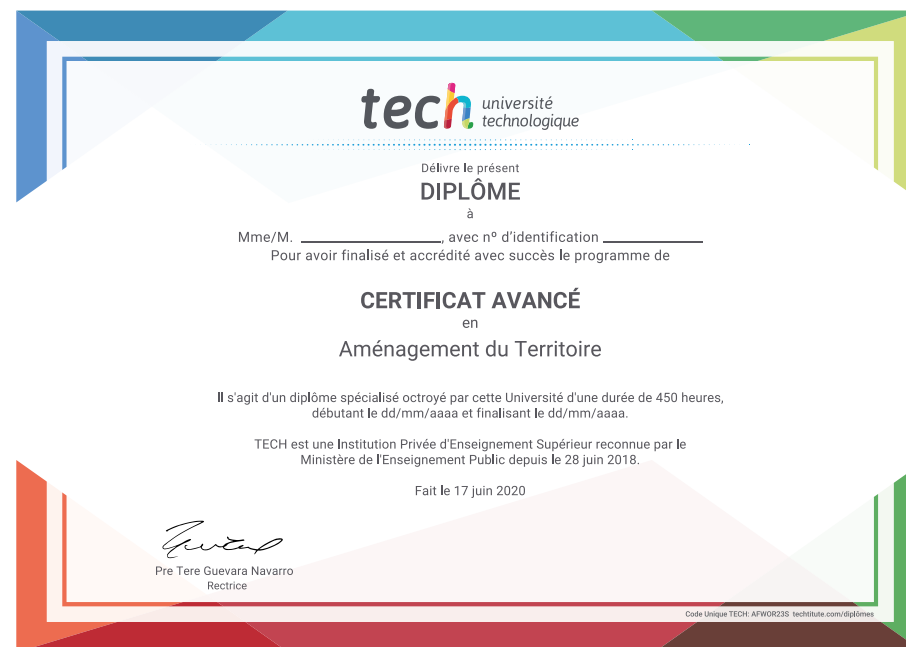 tech université
technologique
Délivre le présent
DIPLÔME
à
Mme/M. ____________________, avec nº d'identification ______________
Pour avoir finalisé et accrédité avec succès le programme de
CERTIFICAT AVANCÉ
en
Aménagement du Territoire
Il s'agit d'un diplôme spécialisé octroyé par cette Université d'une durée de 450 heures,
débutant le dd/mm/aaaa et finalisant le dd/mm/aaaa.
TECH est une Institution Privée d'Enseignement Supérieur reconnue par le
Ministère de l'Enseignement Public depuis le 28 juin 2018.
Fait le 17 juin 2020
Pre Tere Guevara Navarro
Rectrice
Code Unique TECH: AFWOR23S techtitute.com/diplômes